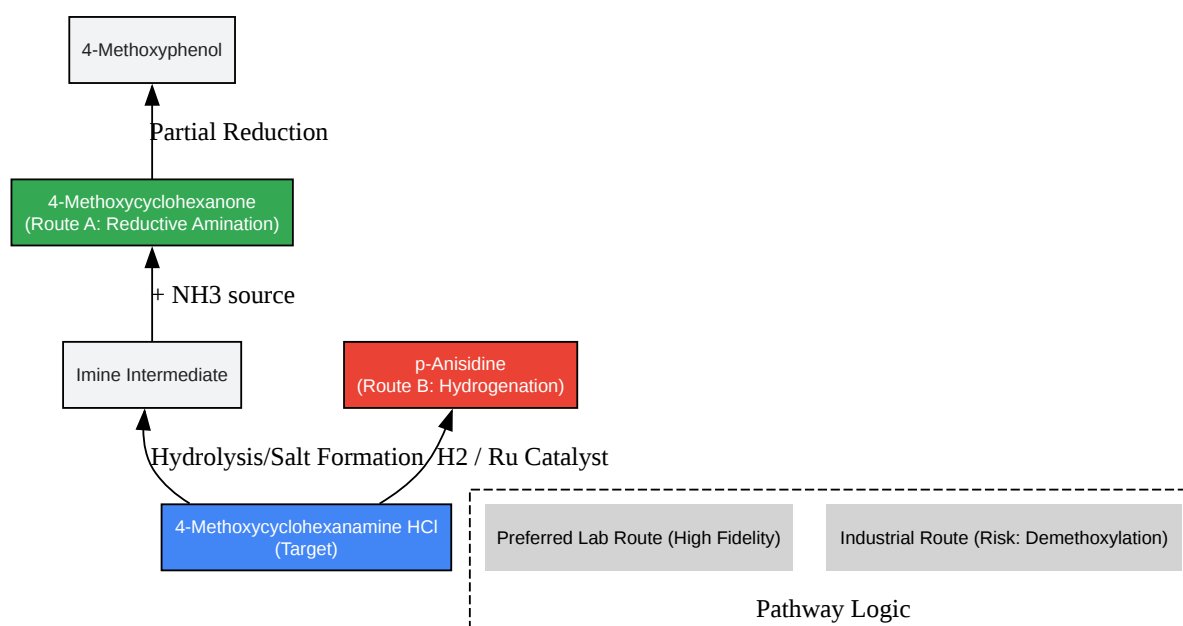 4-Methoxyphenol
Partial Reduction
4-Methoxycyclohexanone
(Route A: Reductive Amination)
+ NH3 source
Imine Intermediate
p-Anisidine
(Route B: Hydrogenation)
Hydrolysis/Salt Formation
H2 / Ru Catalyst
4-Methoxycyclohexanamine HCl
(Target)
Preferred Lab Route (High Fidelity)
Industrial Route (Risk: Demethoxylation)
Pathway Logic